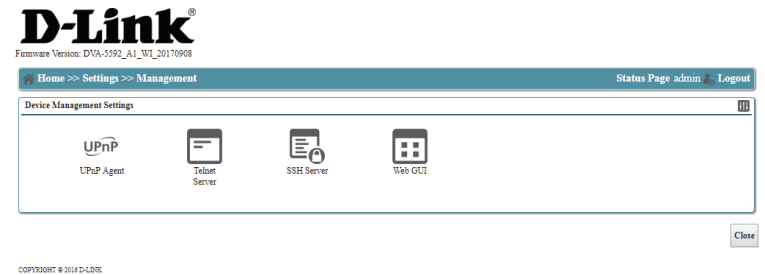 D-Link
Firmware Version: DVA-5592_A1_WI_20170908
Home >> Settings >> Management
Status Page admin Logout
Device Management Settings
UPnP
UPnP Agent
Telnet
Server
SSH Server
Web GUI
Close
COPYRIGHT © 2016 D-LINK